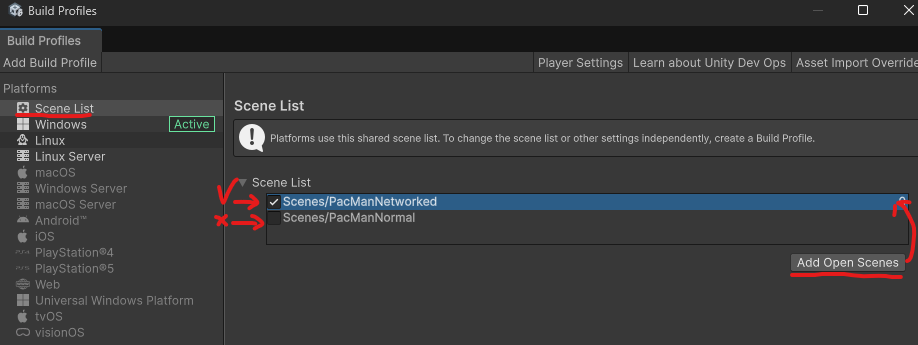 Build Profiles
Build Profiles
Add Build Profile
Player Settings
Learn about Unity Dev Ops
Asset Import Override
Platforms
Scene List
Windows
Active
Linux
Linux Server
macOS
Windows Server
macOS Server
Android™
iOS
PlayStation®4
PlayStation®5
Web
Universal Windows Platform
tvOS
visionOS
Scene List
Platforms use this shared scene list. To change the scene list or other settings independently, create a Build Profile.
Scene List
Scenes/PacManNetworked
Scenes/PacManNormal
Add Open Scenes